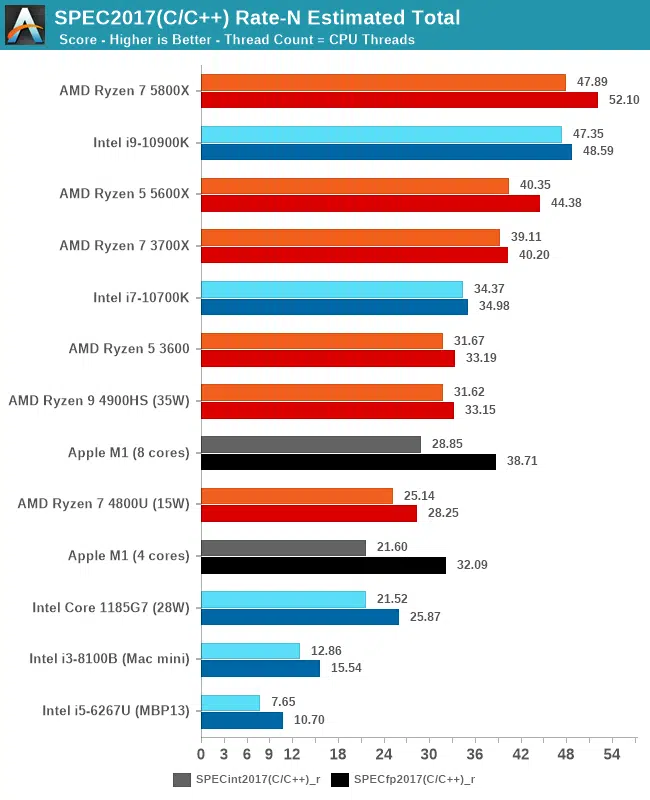 SPEC2017(C/C++) Rate-N Estimated Total
Score - Higher is Better - Thread Count = CPU Threads
AMD Ryzen 7 5800X 47.89
52.10
Intel i9-10900K 47.35
48.59
AMD Ryzen 5 5600X 40.35
44.38
AMD Ryzen 7 3700X 39.11
40.20
Intel i7-10700K 34.37
34.98
AMD Ryzen 5 3600 31.67
33.19
AMD Ryzen 9 4900HS (35W) 31.62
33.15
Apple M1 (8 cores) 28.85
38.71
AMD Ryzen 7 4800U (15W) 25.14
28.25
Apple M1 (4 cores) 21.60
32.09
Intel Core 1185G7 (28W) 21.52
25.87
Intel i3-8100B (Mac mini) 12.86
15.54
Intel i5-6267U (MBP13) 7.65
10.70
0 3 6 9 12 18 24 30 36 42 48 54
SPECint2017(C/C++)_r SPECfp2017(C/C++)_r